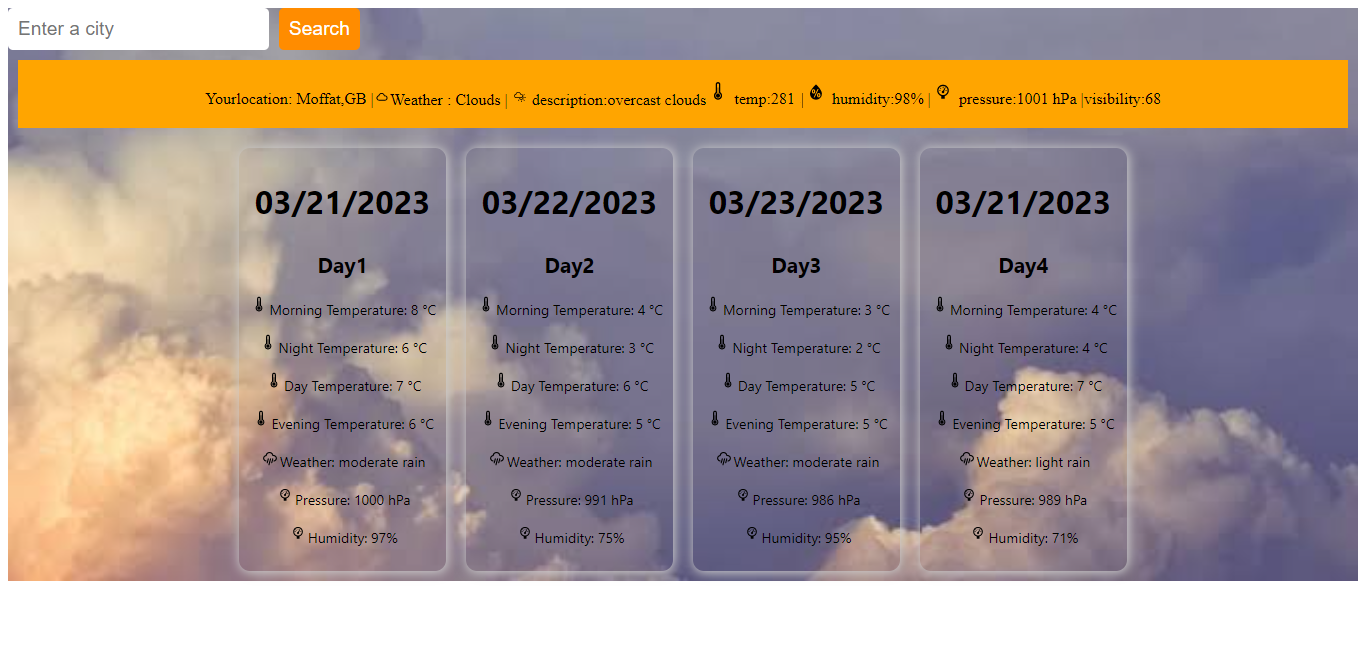 Enter a city Search
Yourlocation: Moffat,GB | Weather : Clouds | description:overcast clouds temp:281 | humidity:98% | pressure:1001 hPa |visibility:68
03/21/2023
Day1
Morning Temperature: 8 °C
Night Temperature: 6 °C
Day Temperature: 7 °C
Evening Temperature: 6 °C
Weather: moderate rain
Pressure: 1000 hPa
Humidity: 97%
03/22/2023
Day2
Morning Temperature: 4 °C
Night Temperature: 3 °C
Day Temperature: 6 °C
Evening Temperature: 5 °C
Weather: moderate rain
Pressure: 991 hPa
Humidity: 75%
03/23/2023
Day3
Morning Temperature: 3 °C
Night Temperature: 2 °C
Day Temperature: 5 °C
Evening Temperature: 5 °C
Weather: moderate rain
Pressure: 986 hPa
Humidity: 95%
03/21/2023
Day4
Morning Temperature: 4 °C
Night Temperature: 4 °C
Day Temperature: 7 °C
Evening Temperature: 5 °C
Weather: light rain
Pressure: 989 hPa
Humidity: 71%